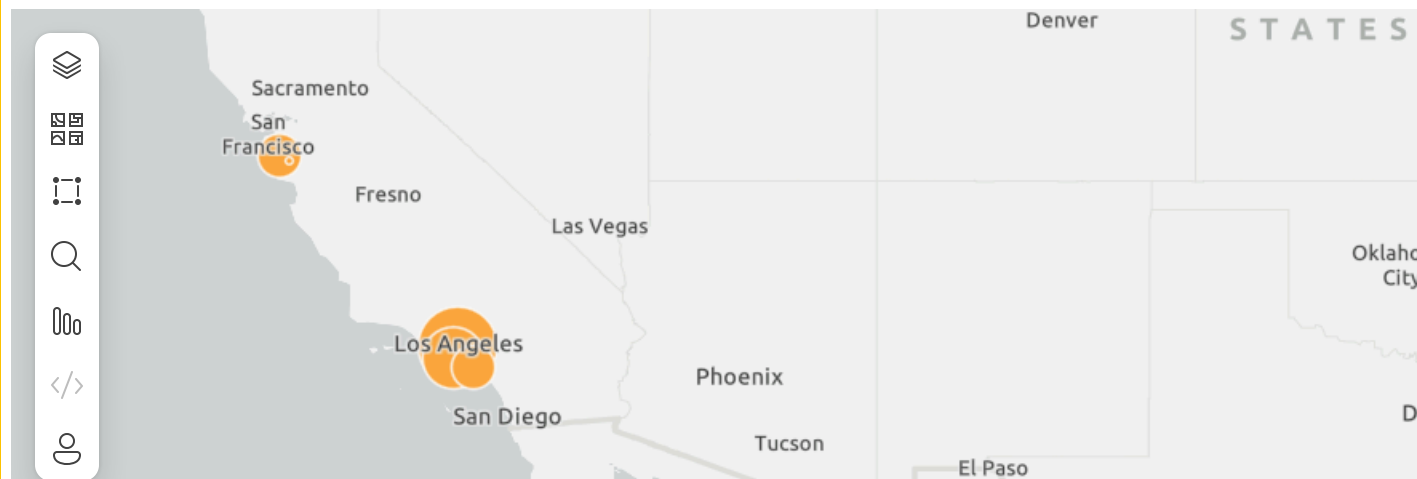 Denver
STATES
Sacramento
San
Francisco
Fresno
Las Vegas
Oklaho
City
Los Angeles
Phoenix
San Diego
D
Tucson
El Paso